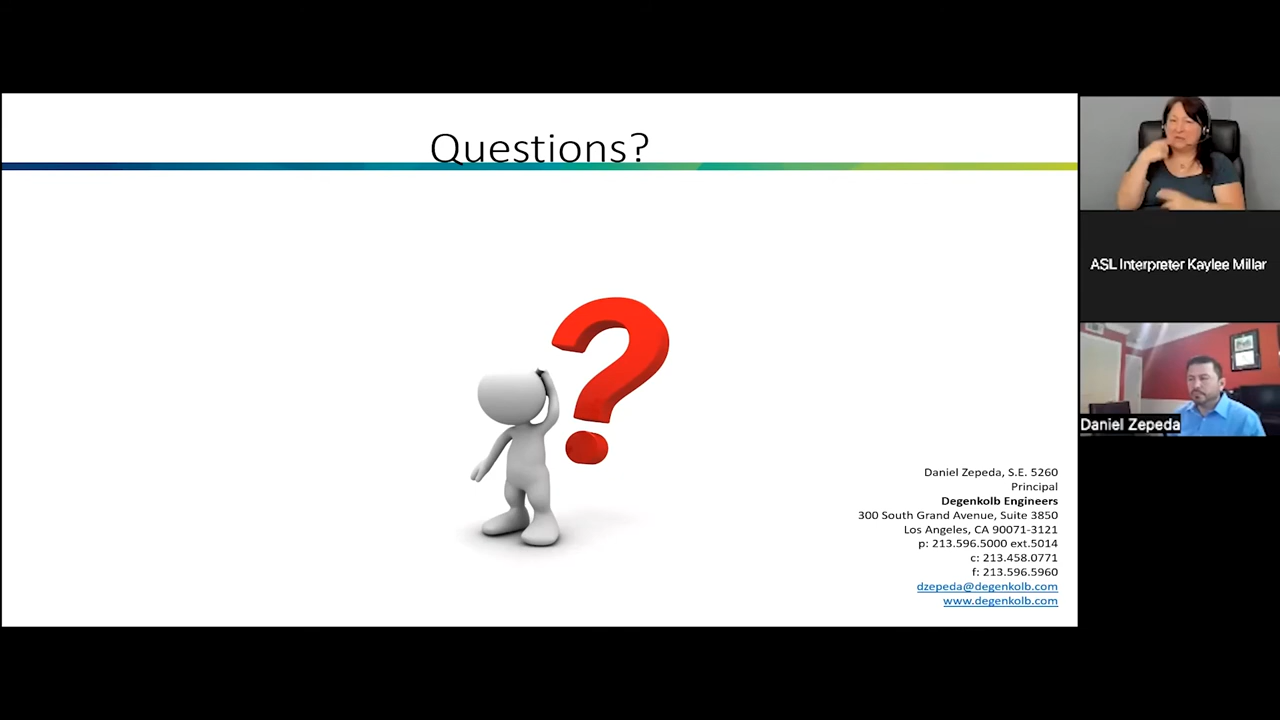 Questions?
Daniel Zepeda, S.E. 5260
Principal
Degenkolb Engineers
300 South Grand Avenue, Suite 3850
Los Angeles, CA 90071-3121
p: 213.596.5000 ext.5014
c: 213.458.0771
f: 213.596.5960
dzepeda@degenkolb.com
www.degenkolb.com
ASL Interpreter Kaylee Millar
Daniel Zepeda